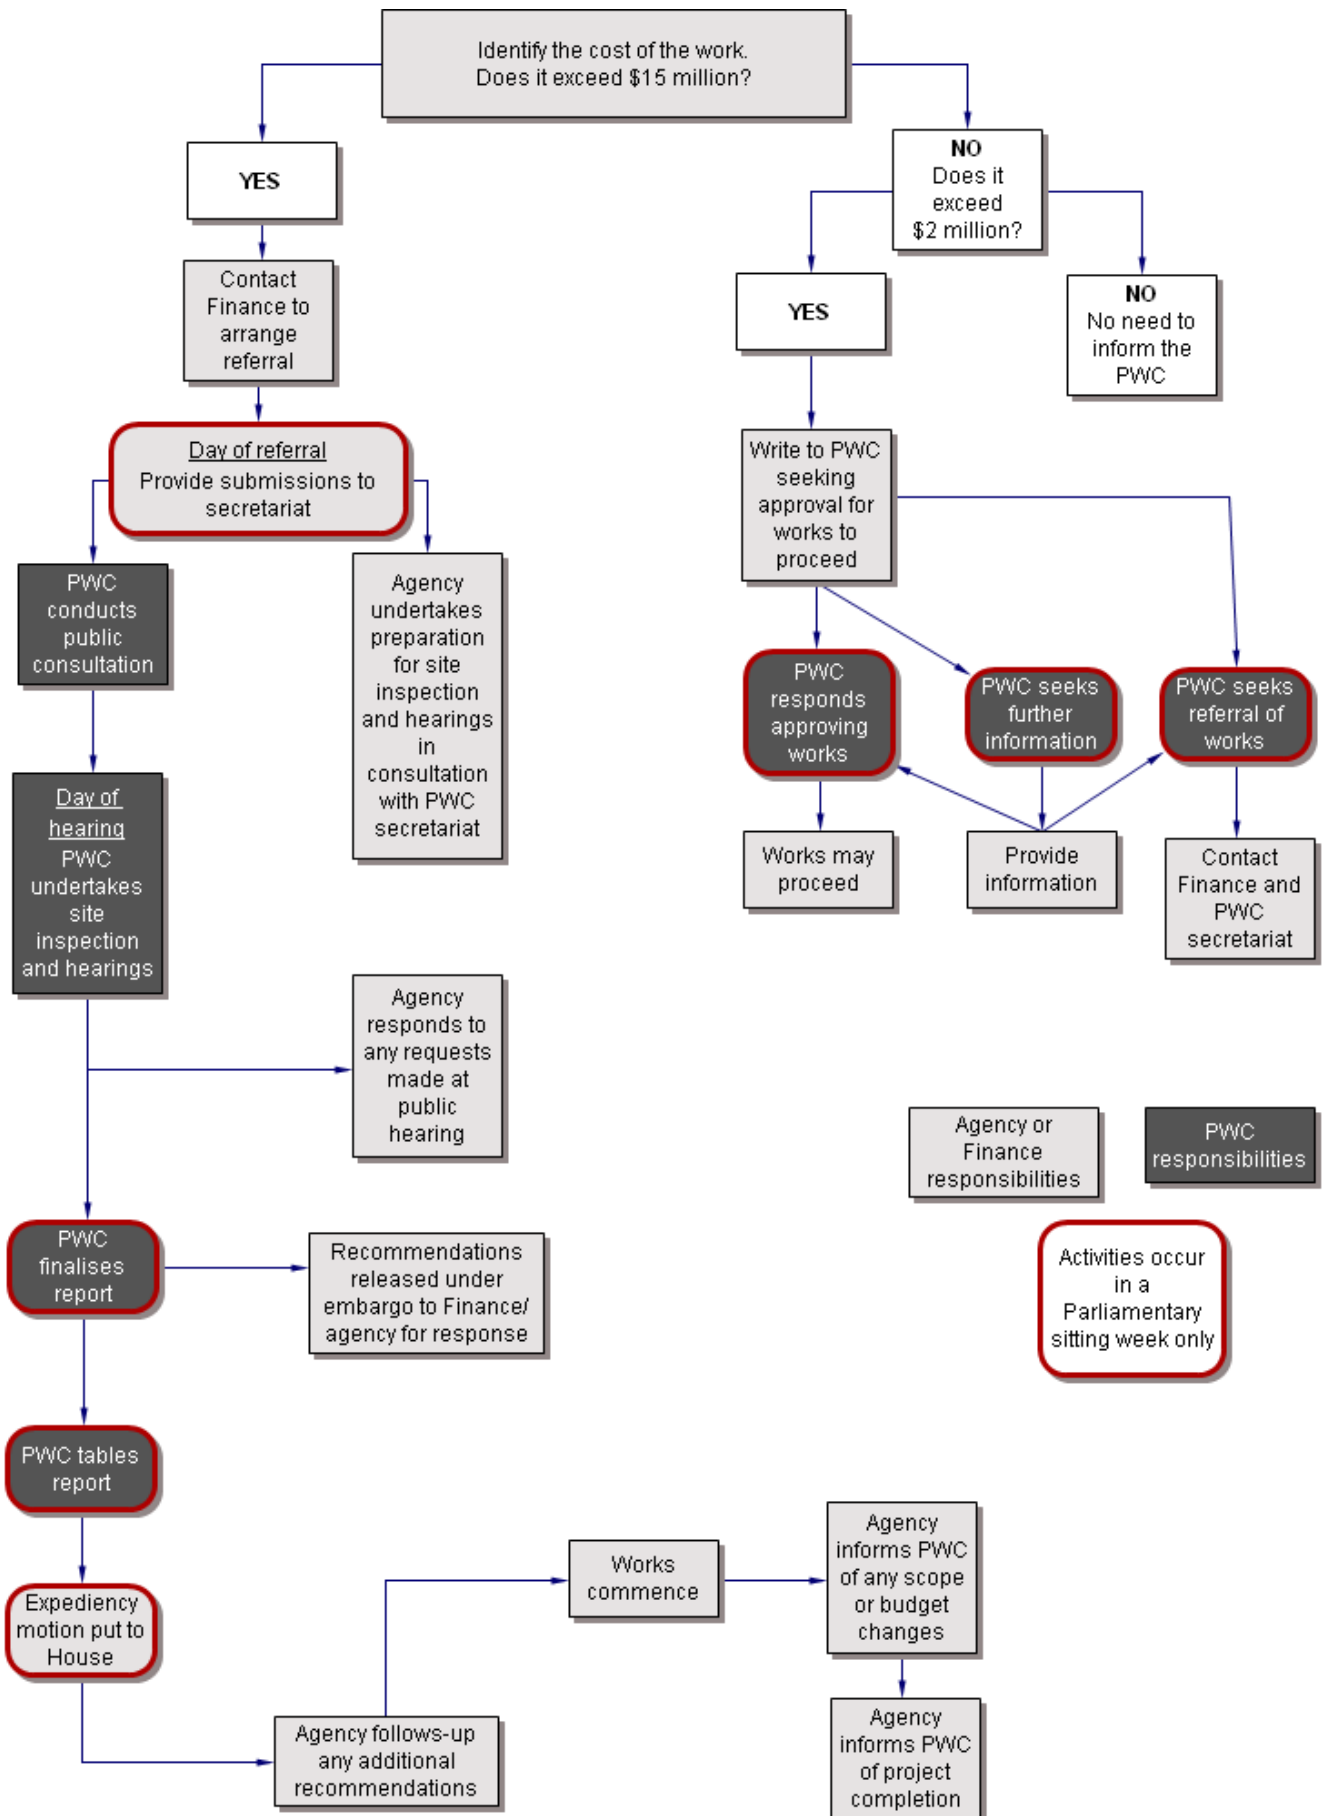 Identify the cost of the work.
Does it exceed $15 million?
YES
NO
Does it
exceed
$2 million?
Contact
Finance to
arrange
referral
YES
NO
No need to
inform the
PWC
Day of referral
Provide submissions to
secretariat
Write to PWC
seeking
approval for
works to
proceed
PWC
conducts
public
consultation
Agency
undertakes
preparation
for site
inspection
and hearings
in
consultation
with PWC
secretariat
PWC
responds
approving
works
PWC seeks
further
information
PWC seeks
referral of
works
Day of
hearing
PWC
undertakes
site
inspection
and hearings
Works may
proceed
Provide
information
Contact
Finance and
PWC
secretariat
Agency
responds to
any requests
made at
public
hearing
Agency or
Finance
responsibilities
PWC
responsibilities
PWC
finalises
report
Recommendations
released under
embargo to Finance/
agency for response
Activities occur
in a
Parliamentary
sitting week only
PWC tables
report
Expediency
motion put to
House
Works
commence
Agency
informs PWC
of any scope
or budget
changes
Agency follows-up
any additional
recommendations
Agency
informs PWC
of project
completion